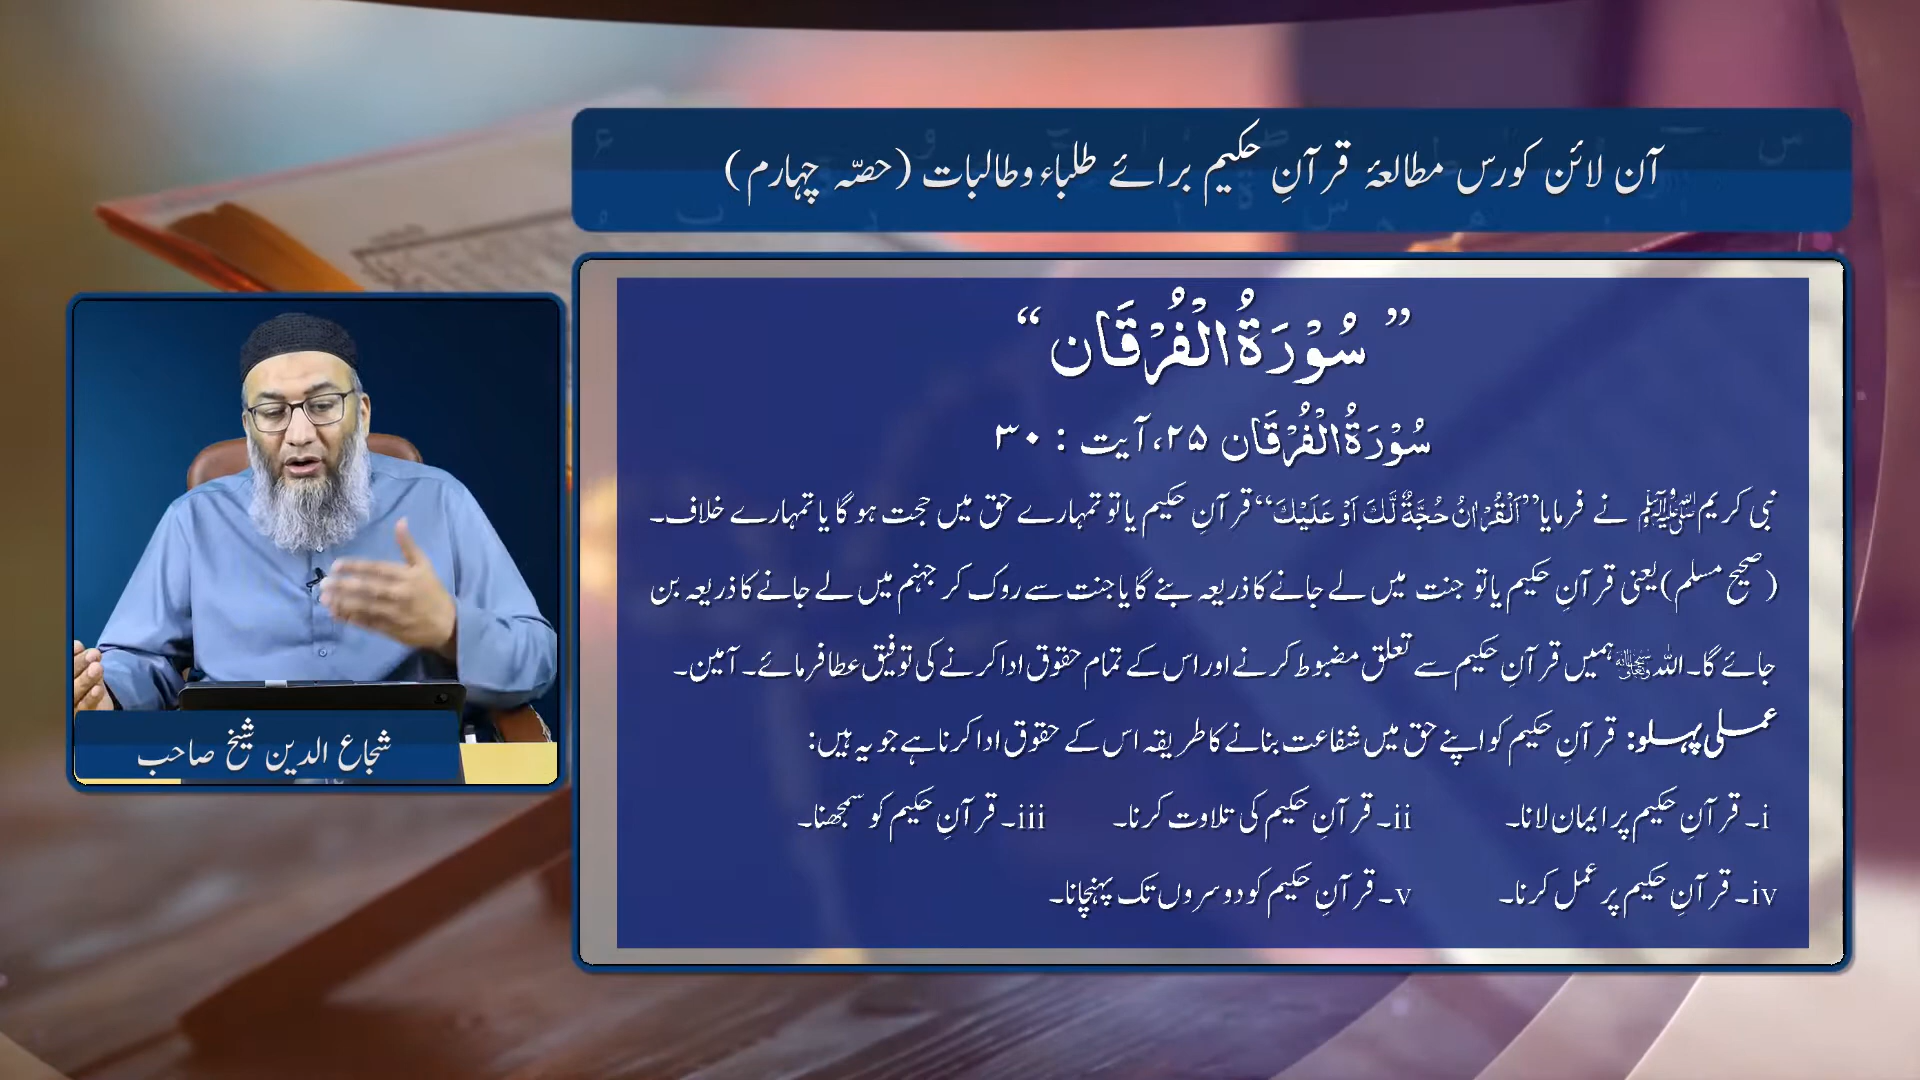 آن لائن کورس مطالعۂ قرآنِ حکیم برائے طلباء وطالبات (حصّہ چہارم)
”سُوْرَۃُ الْفُرْقَان“
سُوْرَۃُ الْفُرْقَان ۲۵، آیت : ۳۰
نبی کریم ﷺ نے فرمایا ”اَلْقُرْاٰنُ حُجَّۃٌ لَّکَ اَوْ عَلَیْکَ“ قرآنِ حکیم یا تو تمہارے حق میں حجت ہو گا یا تمہارے خلاف۔
(صحیح مسلم) یعنی قرآنِ حکیم یا تو جنت میں لے جانے کا ذریعہ بنے گا یا جنت سے روک کر جہنم میں لے جانے کا ذریعہ بن
جائے گا۔ اللہ ﷻ ہمیں قرآنِ حکیم سے تعلق مضبوط کرنے اور اس کے تمام حقوق ادا کرنے کی توفیق عطا فرمائے۔ آمین۔
عملی پہلو: قرآنِ حکیم کو اپنے حق میں شفاعت بنانے کا طریقہ اس کے حقوق ادا کرنا ہے جو یہ ہیں:
i۔ قرآنِ حکیم پر ایمان لانا۔ ii۔ قرآنِ حکیم کی تلاوت کرنا۔ iii۔ قرآنِ حکیم کو سمجھنا۔
iv۔ قرآنِ حکیم پر عمل کرنا۔ v۔ قرآنِ حکیم کو دوسروں تک پہنچانا۔
شجاع الدین شیخ صاحب